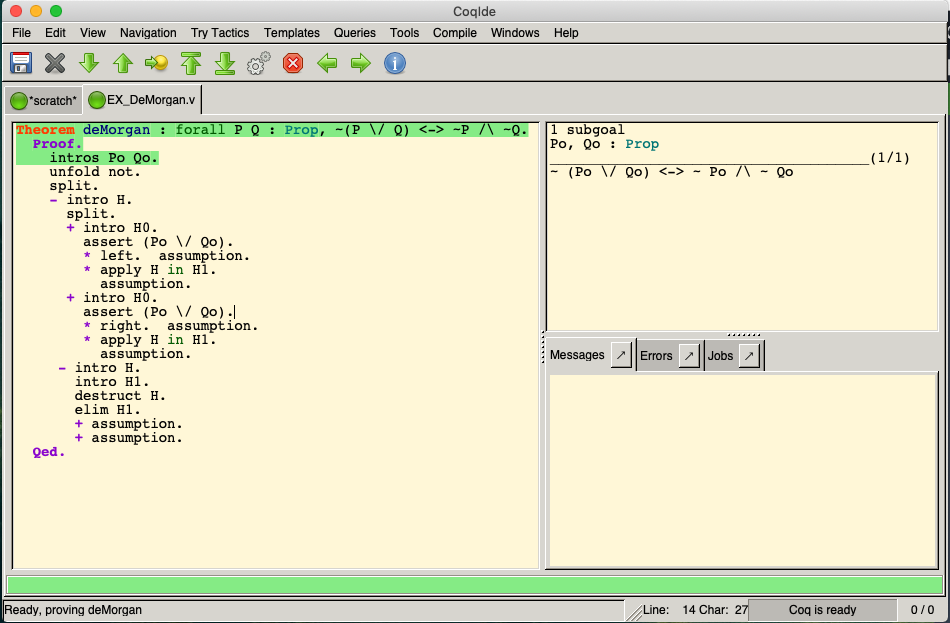 CoqIde
File Edit View Navigation Try Tactics Templates Queries Tools Compile Windows Help
*scratch* EX_DeMorgan.v
Theorem deMorgan : forall P Q : Prop, ~(P \/ Q) <-> ~P /\ ~Q.
Proof.
intros Po Qo.
unfold not.
split.
- intro H.
split.
+ intro H0.
assert (Po \/ Qo).
* left.  assumption.
* apply H in H1.
assumption.
+ intro H0.
assert (Po \/ Qo).
* right.  assumption.
* apply H in H1.
assumption.
- intro H.
intro H1.
destruct H.
elim H1.
+ assumption.
+ assumption.
Qed.
1 subgoal
Po, Qo : Prop
______________________________________(1/1)
~ (Po \/ Qo) <-> ~ Po /\ ~ Qo
Messages Errors Jobs
Ready, proving deMorgan
Line: 14 Char: 27 Coq is ready 0 / 0